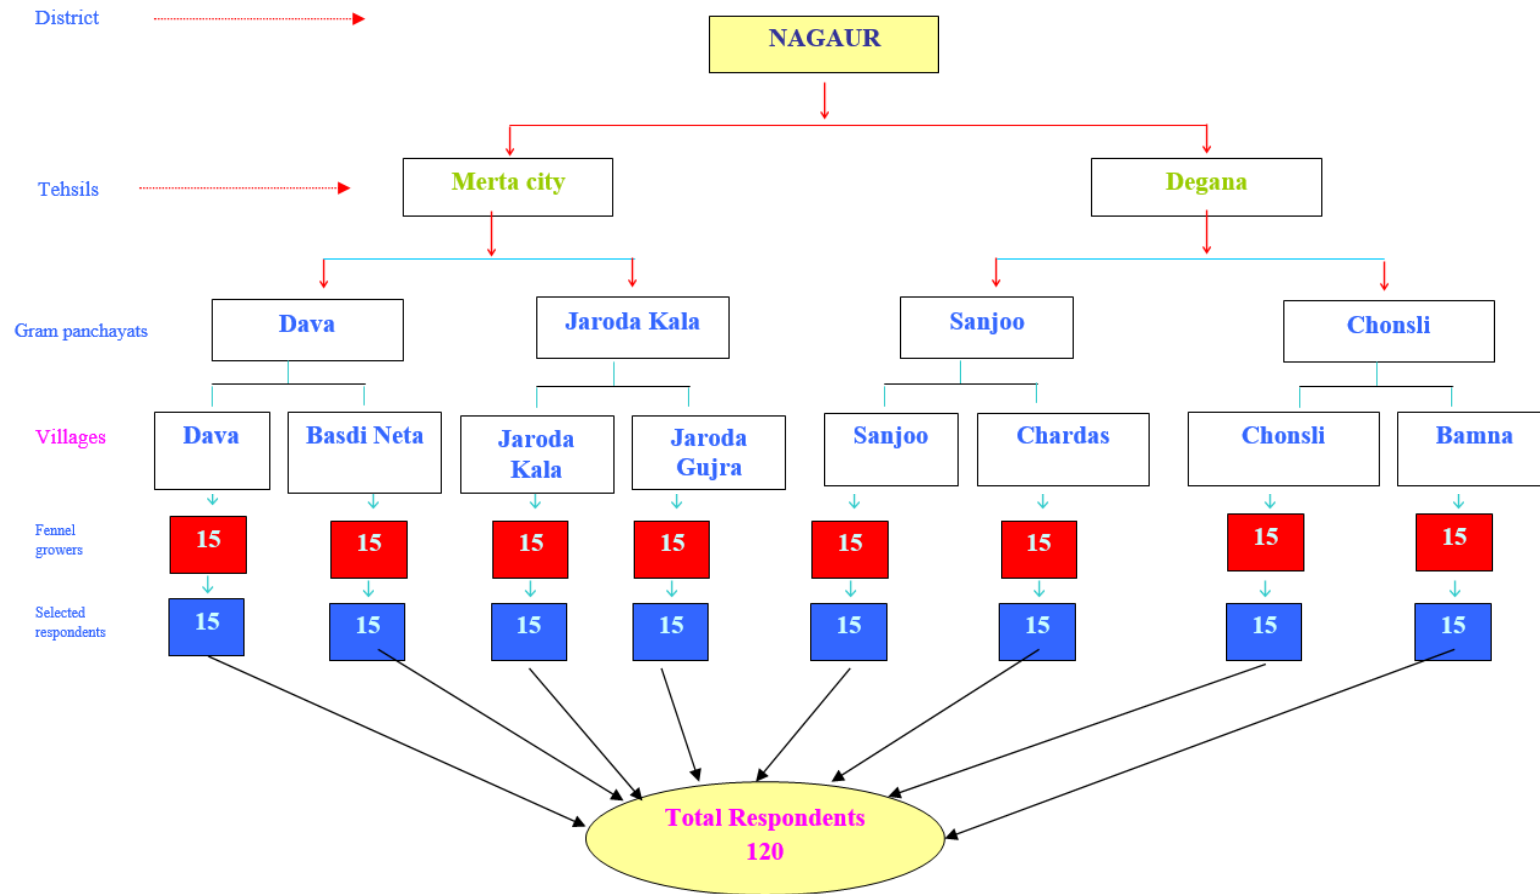 District
NAGAUR
Tehsils
Merta city
Degana
Gram panchayats
Dava
Jaroda Kala
Sanjoo
Chonsli
Villages
Dava
Basdi Neta
Jaroda
Kala
Jaroda
Gujra
Sanjoo
Chardas
Chonsli
Bamna
Fennel
growers
15
15
15
15
15
15
15
15
Selected
respondents
15
15
15
15
15
15
15
15
Total Respondents
120